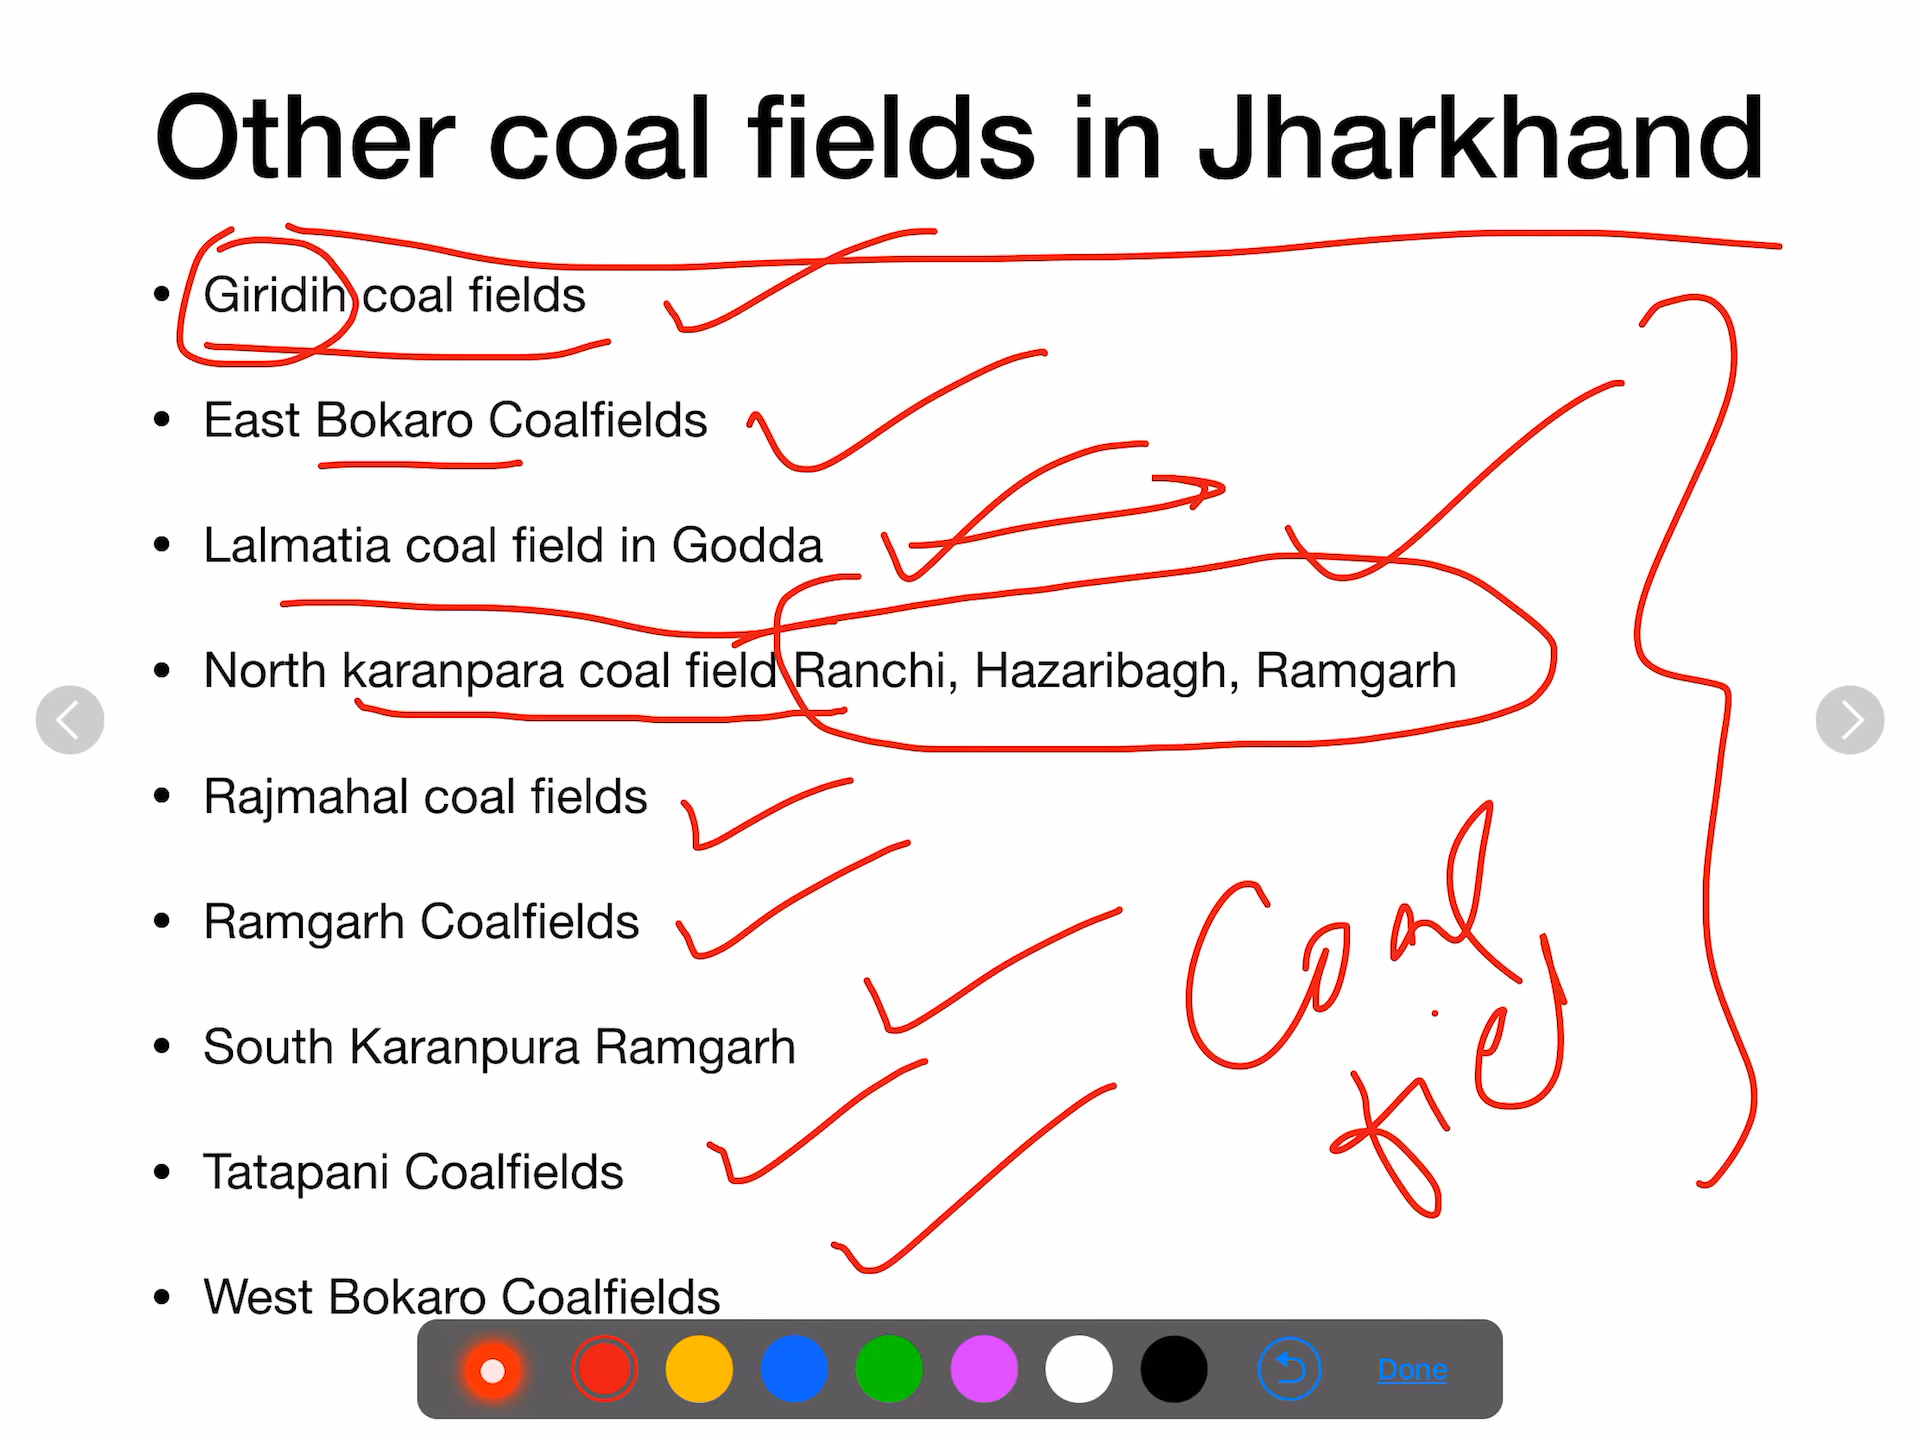 Other coal fields in Jharkhand
• Giridih coal fields
• East Bokaro Coalfields
• Lalmatia coal field in Godda
• North karanpara coal field Ranchi, Hazaribagh, Ramgarh
• Rajmahal coal fields
• Ramgarh Coalfields
• South Karanpura Ramgarh
• Tatapani Coalfields
• West Bokaro Coalfields
Coal
Done